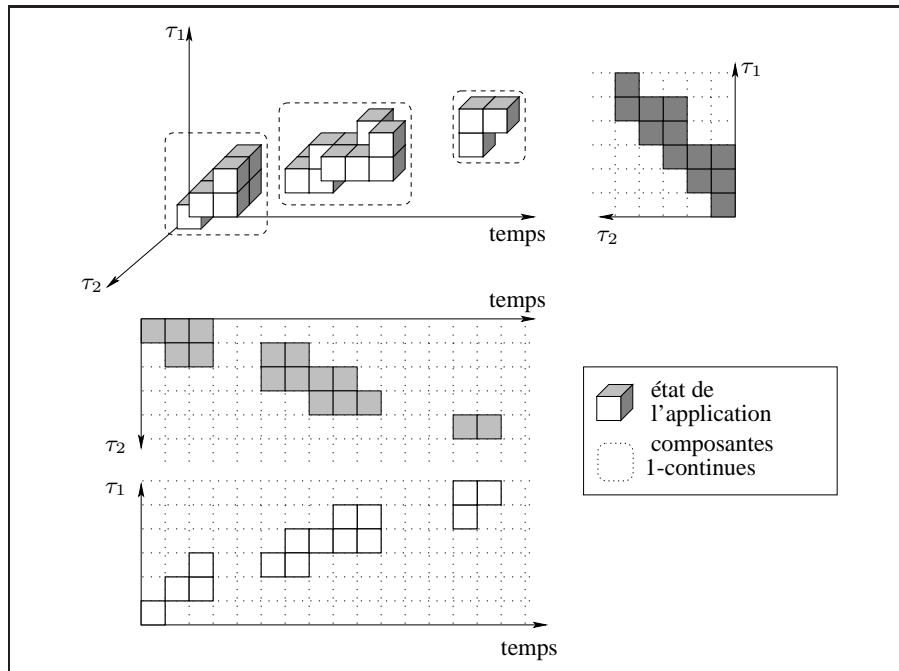 τ1
τ1
temps
τ2
τ2
temps
état de
l'application
composantes
1-continues
τ2
τ1
temps